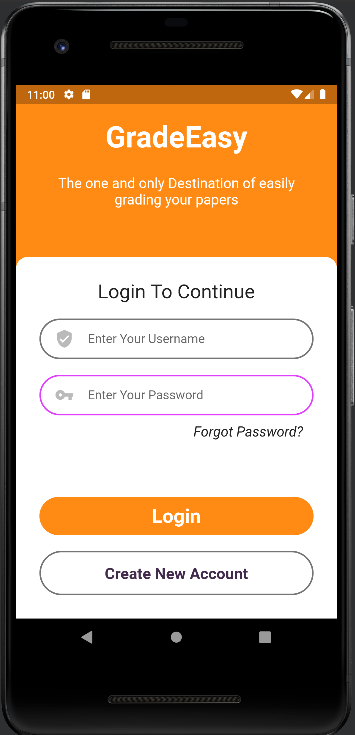 11:00
GradeEasy
The one and only Destination of easily
grading your papers
Login To Continue
Enter Your Username
Enter Your Password
Forgot Password?
Login
Create New Account